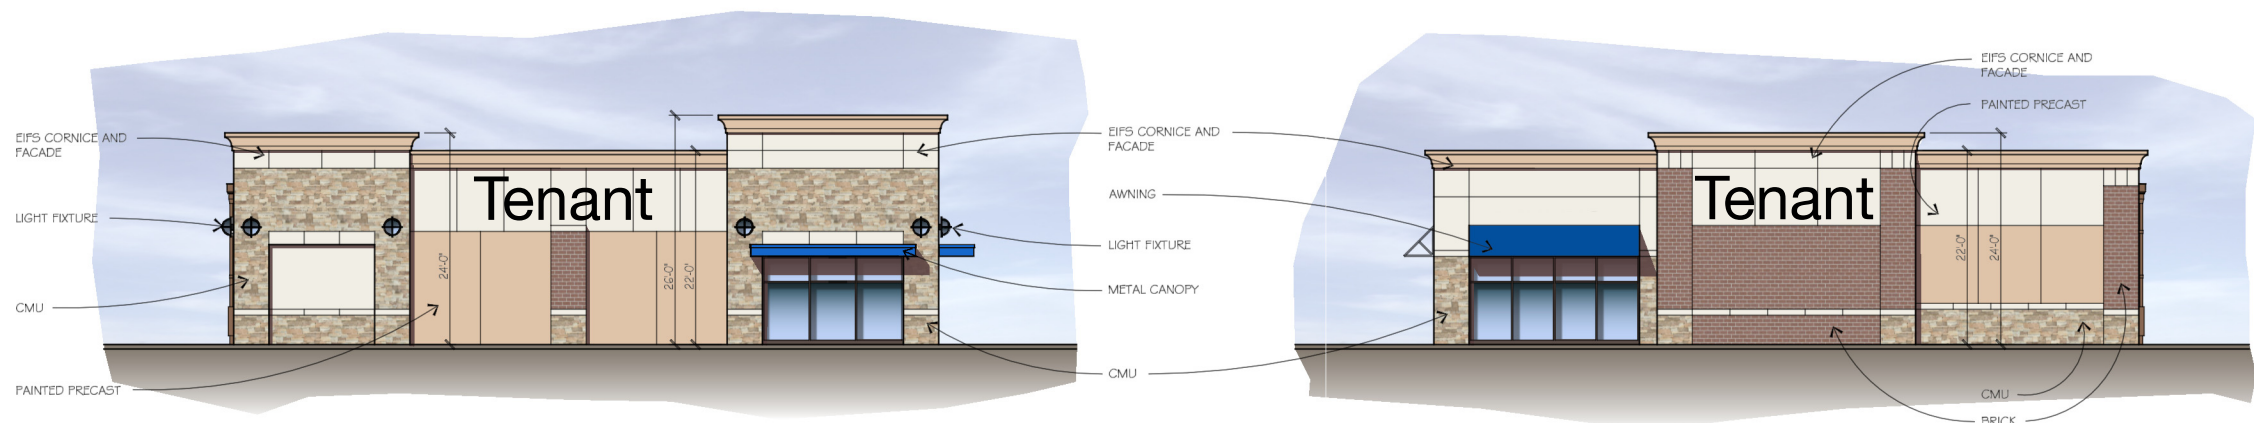 EIFS CORNICE AND
FACADE
LIGHT FIXTURE
CMU
PAINTED PRECAST
Tenant
24'-0"
26'-0"
22'-0"
EIFS CORNICE AND
FACADE
AWNING
LIGHT FIXTURE
METAL CANOPY
CMU
EIFS CORNICE AND
FACADE
PAINTED PRECAST
Tenant
22'-0"
24'-0"
CMU
BRICK